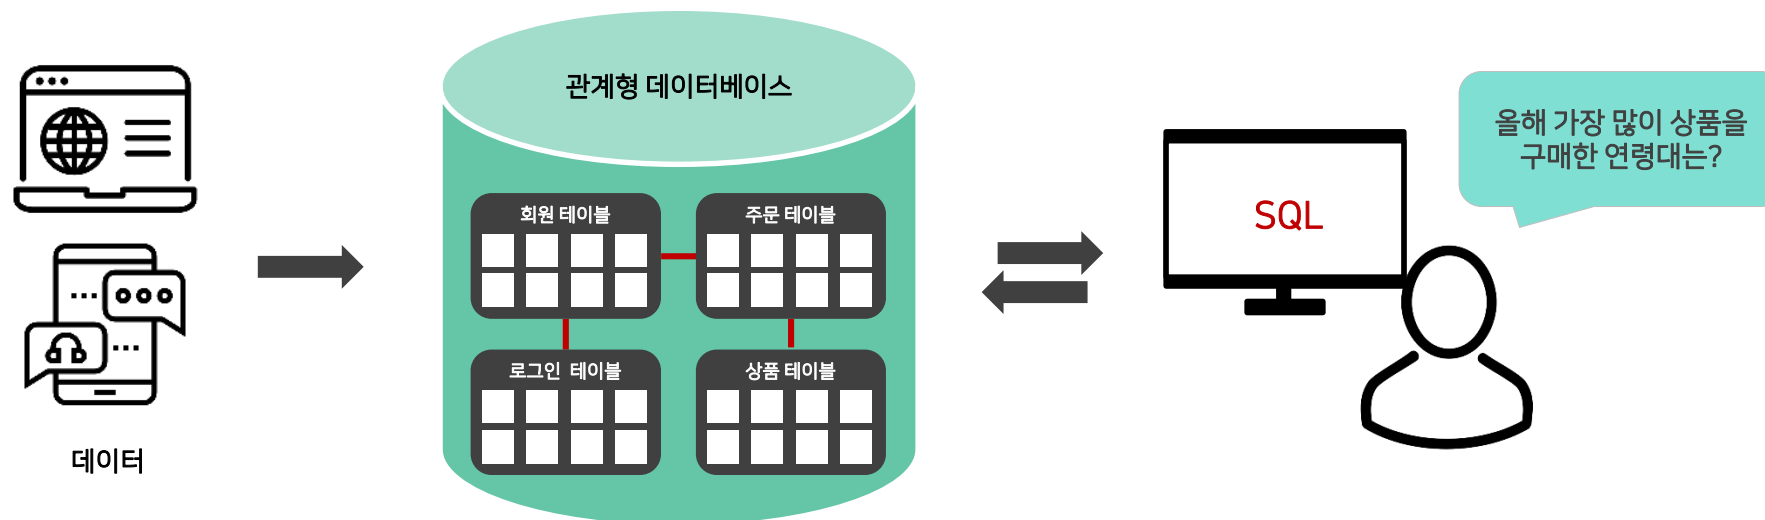 데이터
관계형 데이터베이스
회원 테이블
주문 테이블
로그인 테이블
상품 테이블
SQL
올해 가장 많이 상품을
구매한 연령대는?